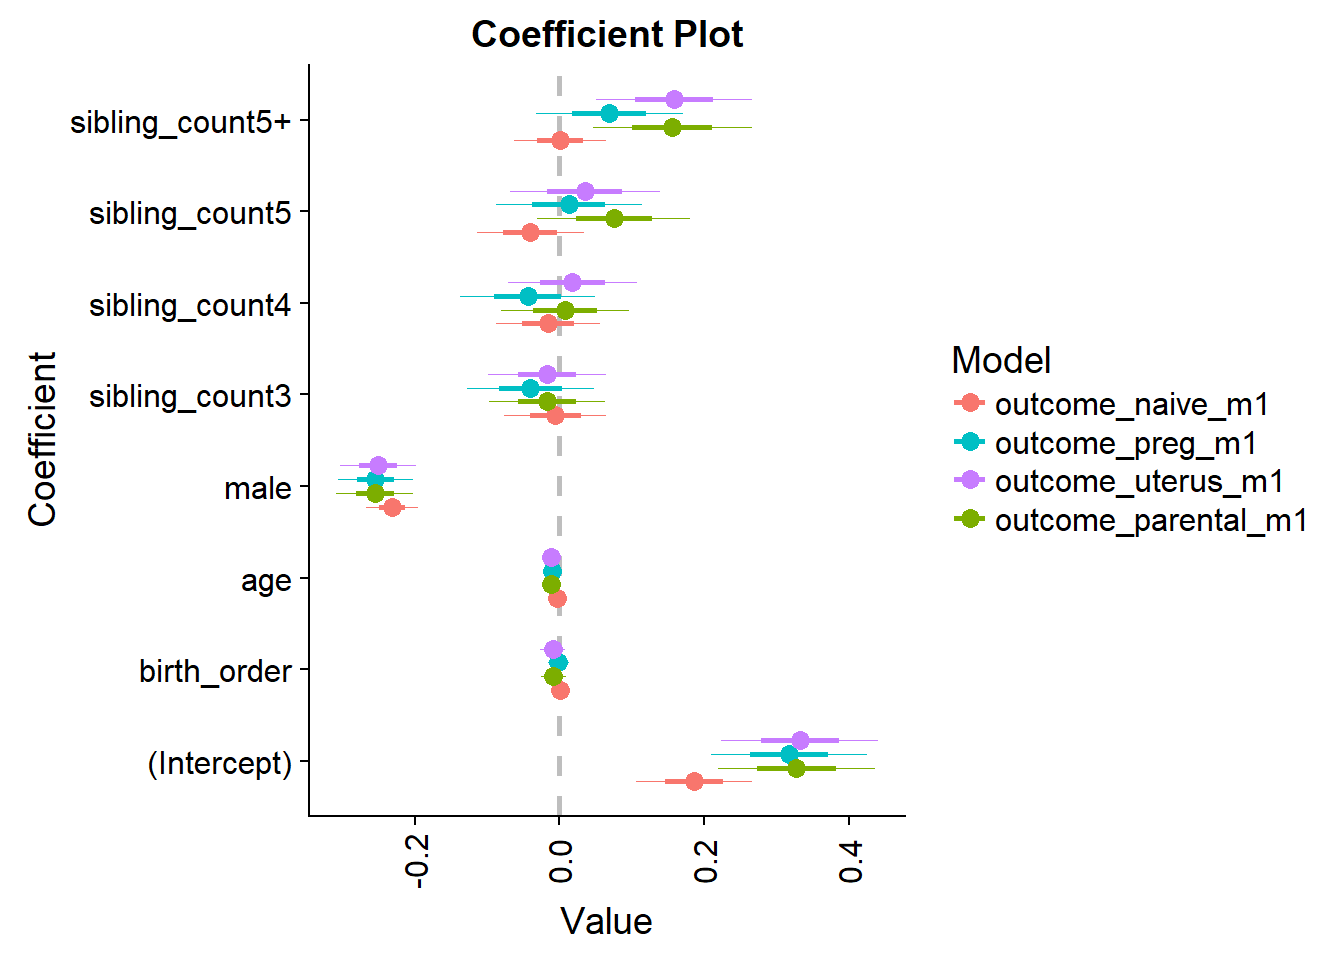 Coefficient Plot
sibling_count5+
sibling_count5
sibling_count4
sibling_count3
male
age
birth_order
(Intercept)
Coefficient
-0.2
0.0
0.2
0.4
Value
Model
outcome_naive_m1
outcome_preg_m1
outcome_uterus_m1
outcome_parental_m1